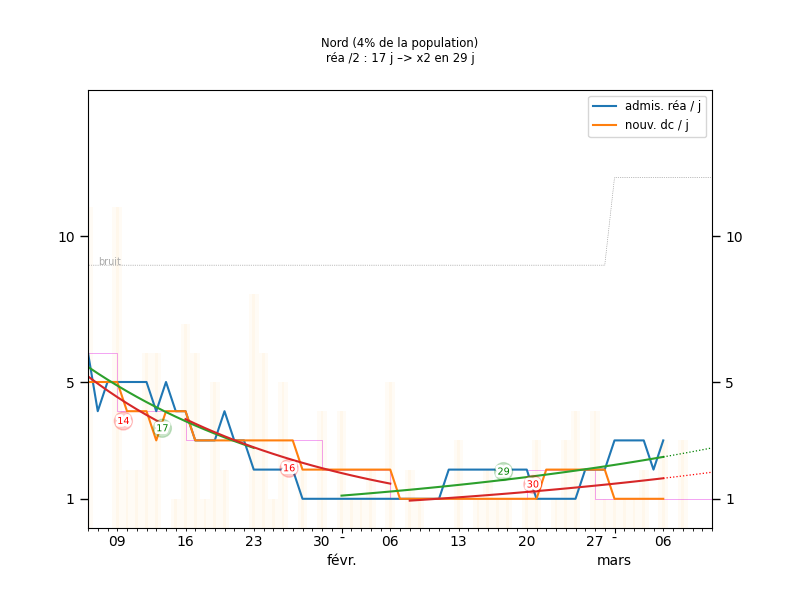 Nord (4% de la population)
réa /2 : 17 j –> x2 en 29 j
admis. réa / j
nouv. dc / j
10
10
bruit
5
5
14
17
16
29
30
1
1
09
16
23
30
06
13
20
27
06
févr.
mars